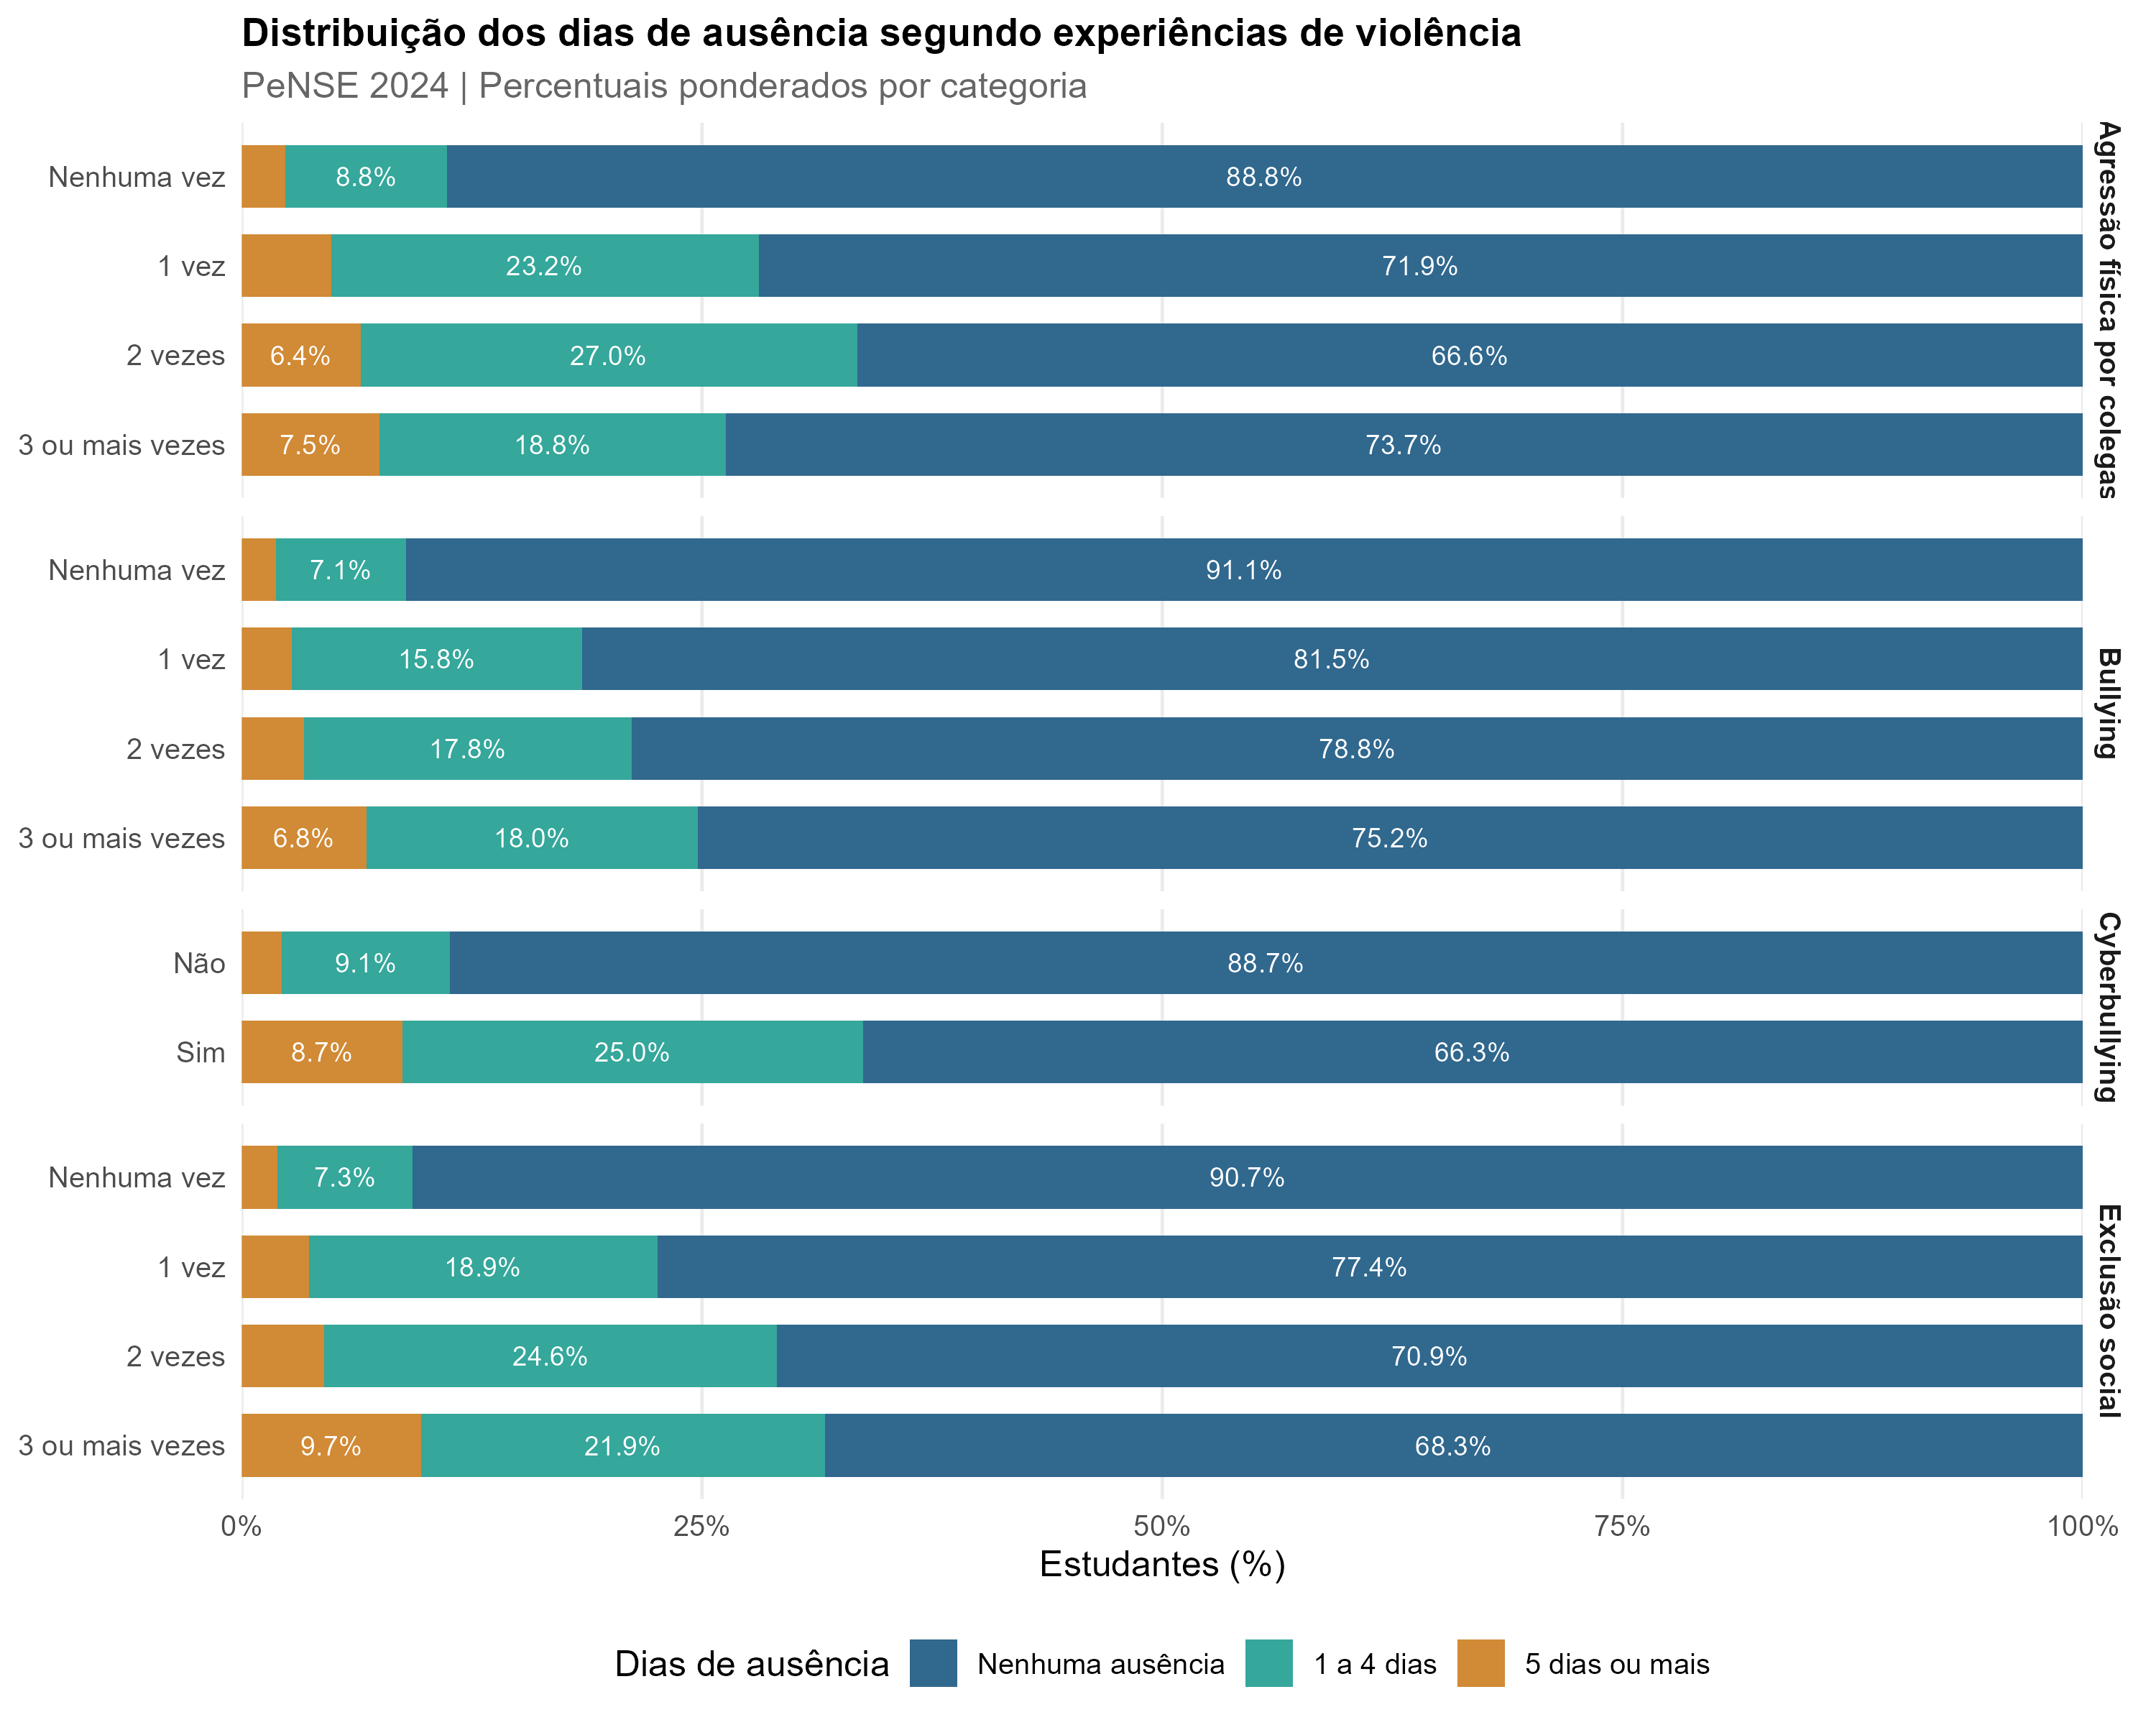 Distribuição dos dias de ausência segundo experiências de violência
PeNSE 2024 | Percentuais ponderados por categoria
Agressão física por colegas
Nenhuma vez 8.8% 88.8%
1 vez 23.2% 71.9%
2 vezes 6.4% 27.0% 66.6%
3 ou mais vezes 7.5% 18.8% 73.7%
Bullying
Nenhuma vez 7.1% 91.1%
1 vez 15.8% 81.5%
2 vezes 17.8% 78.8%
3 ou mais vezes 6.8% 18.0% 75.2%
Cyberbullying
Não 9.1% 88.7%
Sim 8.7% 25.0% 66.3%
Exclusão social
Nenhuma vez 7.3% 90.7%
1 vez 18.9% 77.4%
2 vezes 24.6% 70.9%
3 ou mais vezes 9.7% 21.9% 68.3%
0% 25% 50% 75% 100%
Estudantes (%)
Dias de ausência Nenhuma ausência 1 a 4 dias 5 dias ou mais